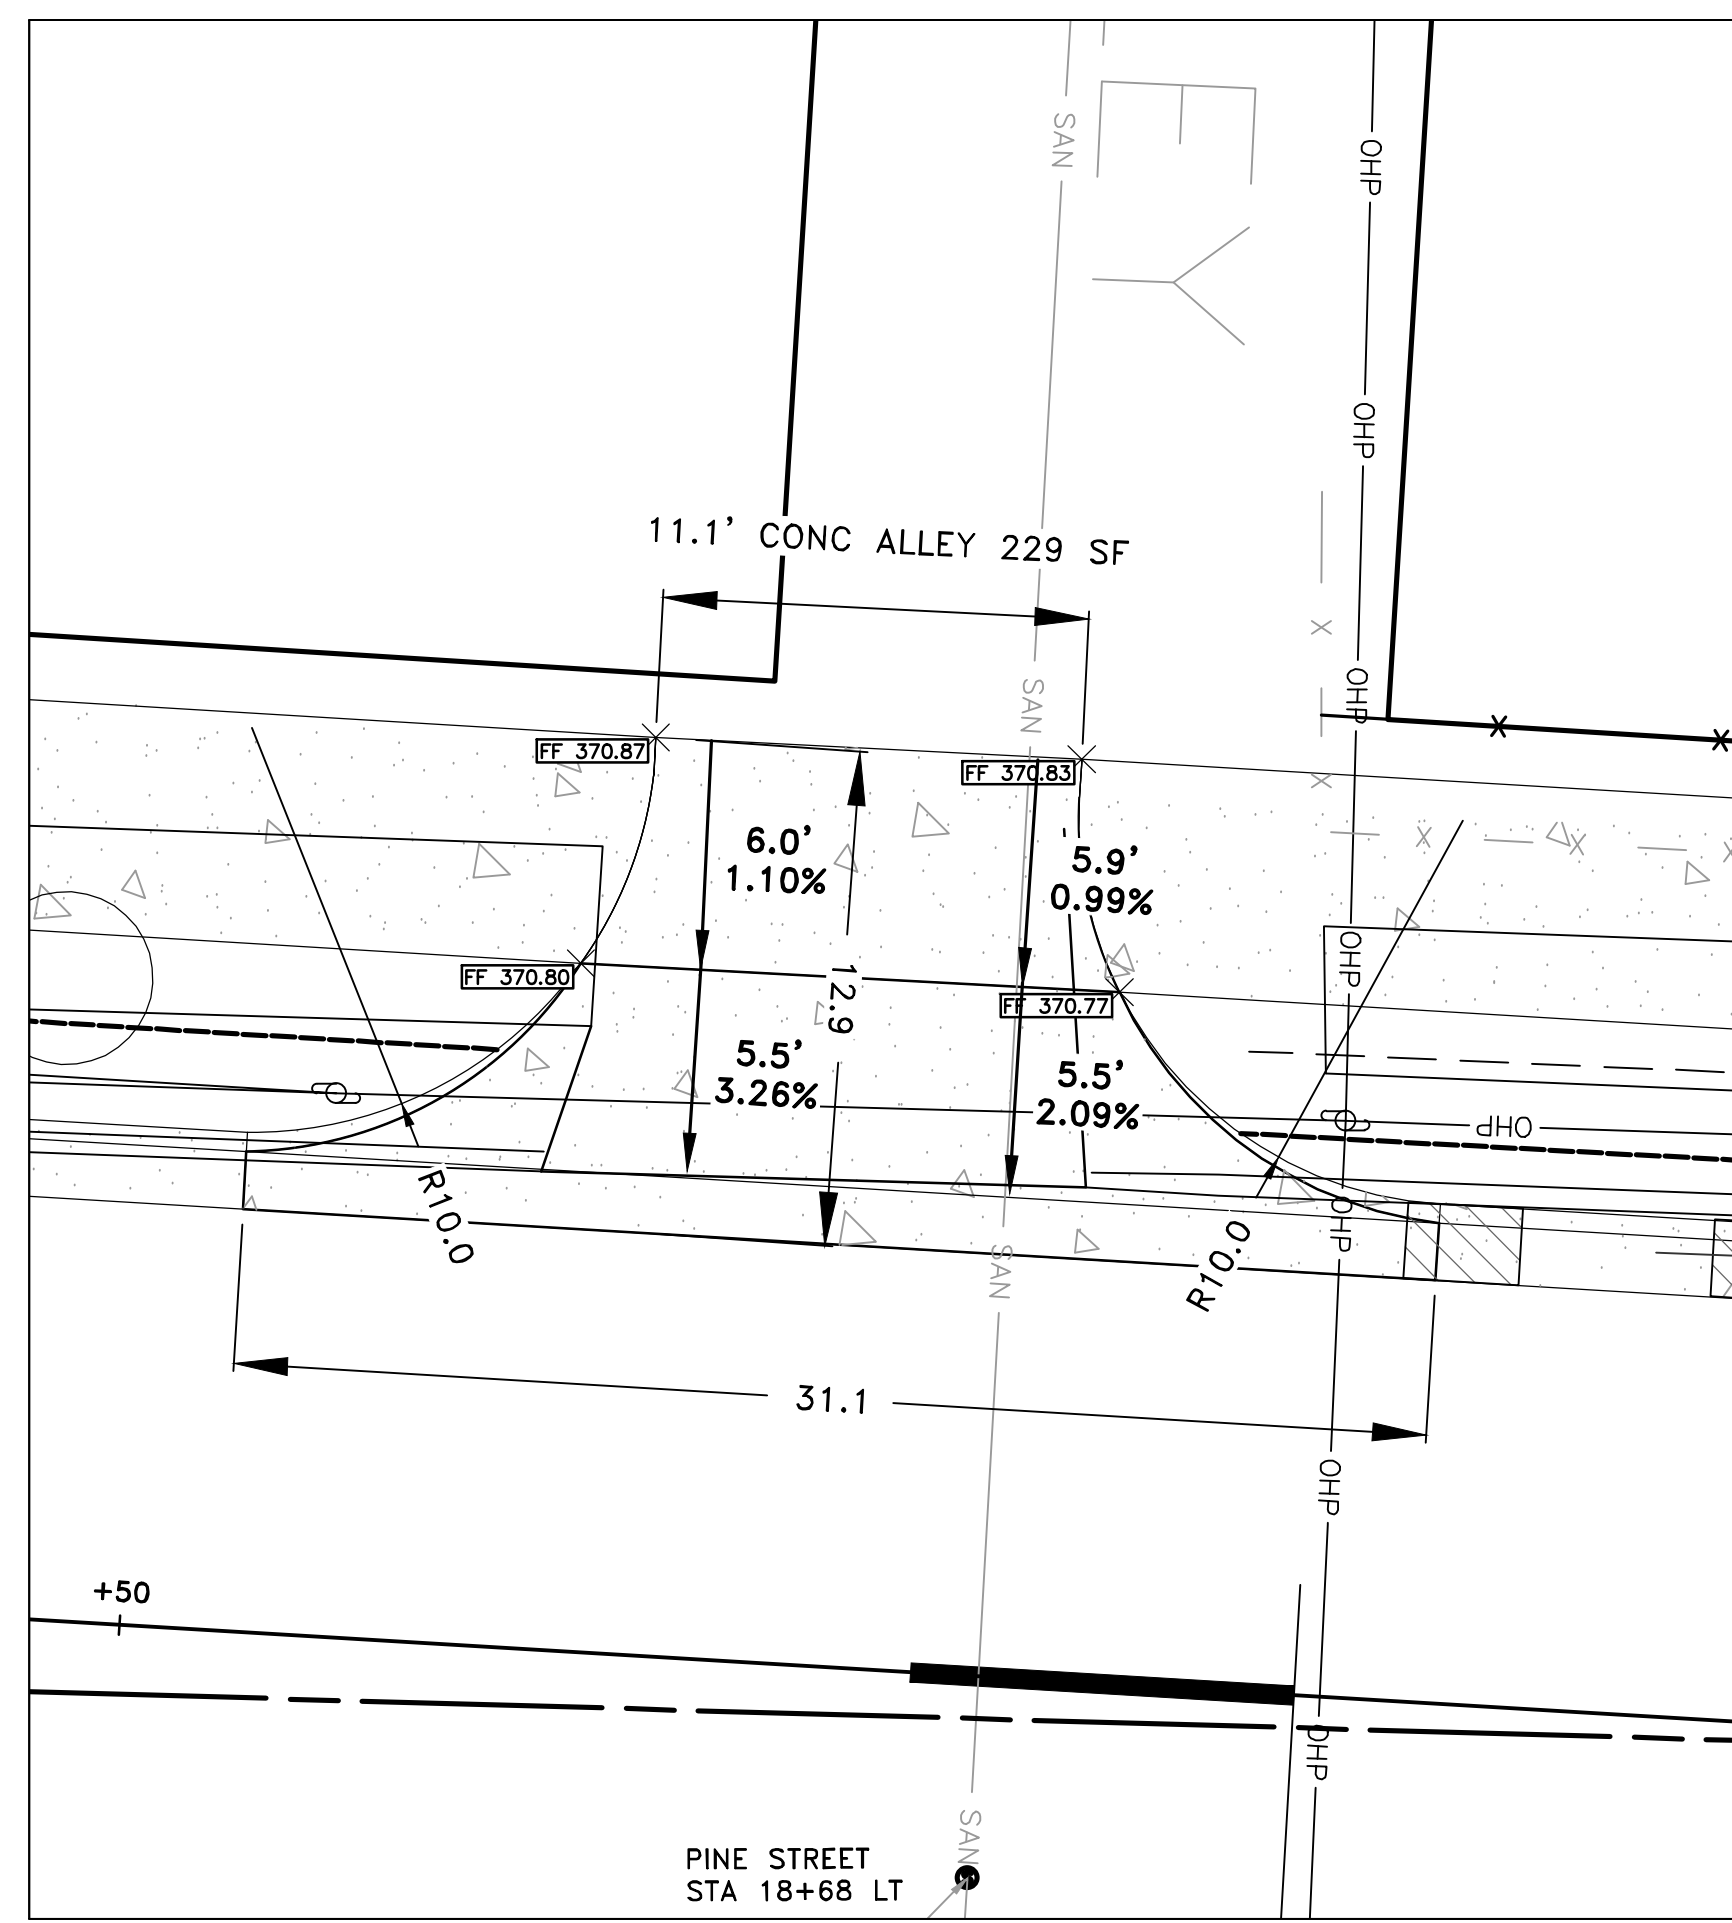 SAN
E
OHP
Y
OHP
11.1' CONC ALLEY 229 SF
X
OHP
SAN
X
X
FF 370.87
FF 370.83
X
6.0'
1.10%
5.9'
0.99%
X
X
X
OHP
FF 370.80
12.9
FF 370.77
5.5'
3.26%
5.5'
2.09%
OHP
R10.0
OHP
R10.0
SAN
31.1
OHP
+50
OHP
SAN
PINE STREET
STA 18+68 LT